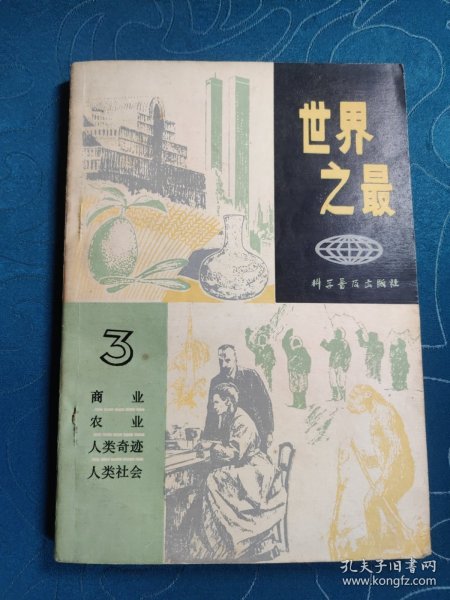 世界
之最
科学普及出版社
3
商业
农业
人类奇迹
人类社会
孔夫子旧书网
www.kongfz.com